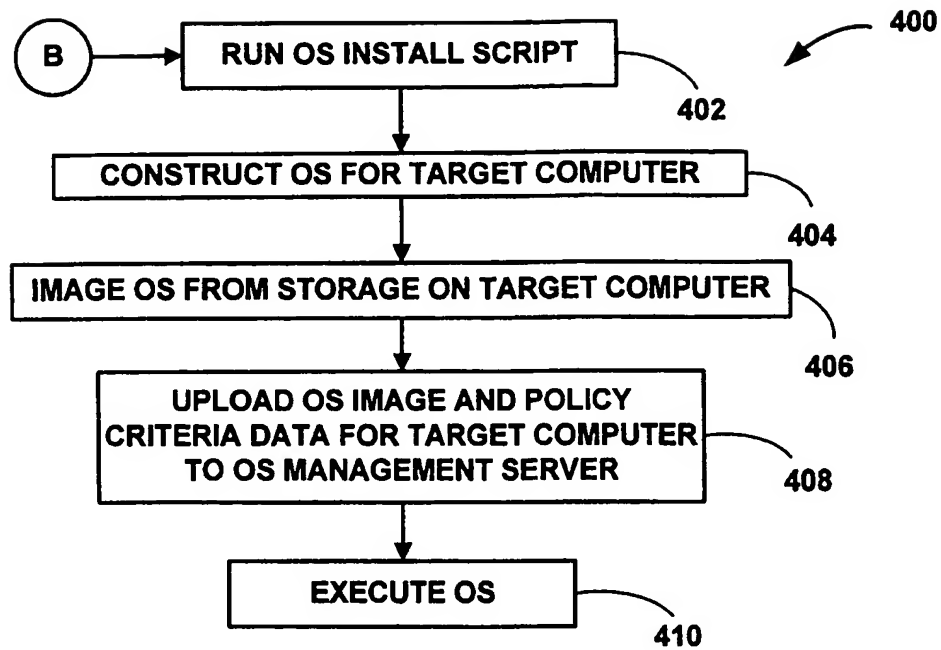 400
B
RUN OS INSTALL SCRIPT
402
CONSTRUCT OS FOR TARGET COMPUTER
404
IMAGE OS FROM STORAGE ON TARGET COMPUTER
406
UPLOAD OS IMAGE AND POLICY
CRITERIA DATA FOR TARGET COMPUTER
TO OS MANAGEMENT SERVER
408
EXECUTE OS
410